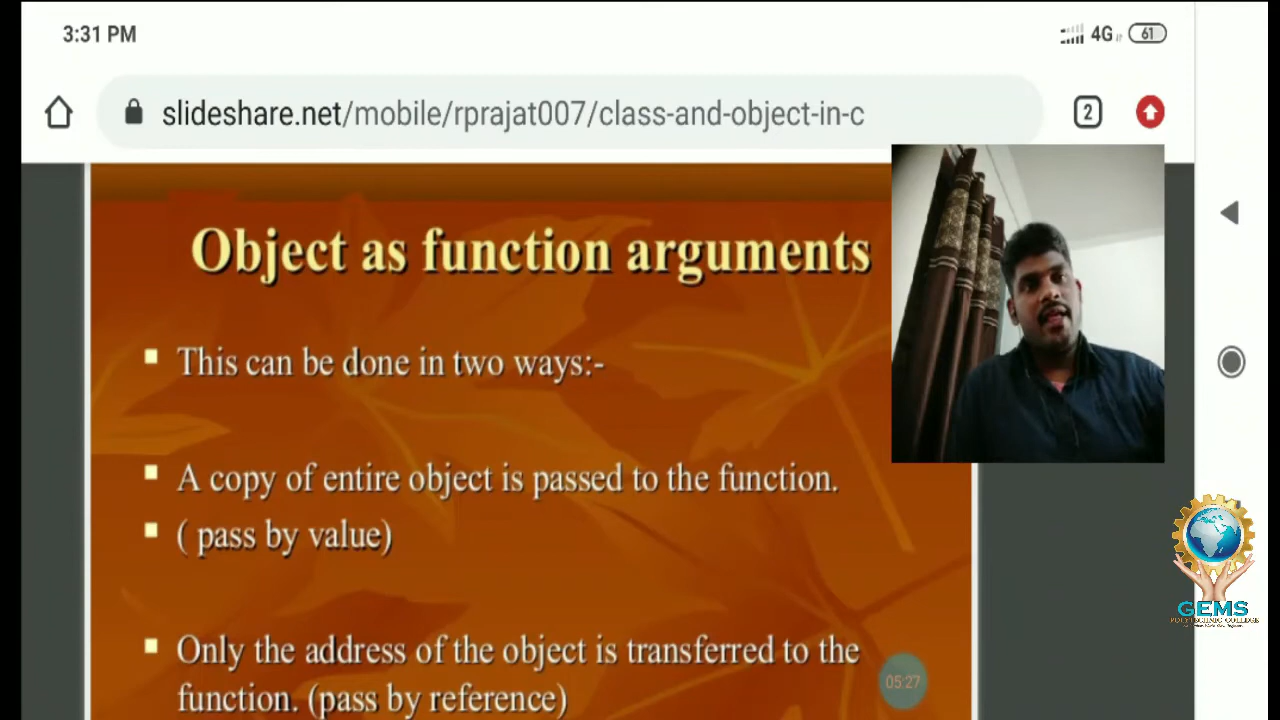 3:31 PM
4G 61
slideshare.net/mobile/rprajat007/class-and-object-in-c
2
Object as function arguments
This can be done in two ways:-
A copy of entire object is passed to the function.
( pass by value)
Only the address of the object is transferred to the
function. (pass by reference)
05:27
GEMS
POLYTECHNIC COLLEGE